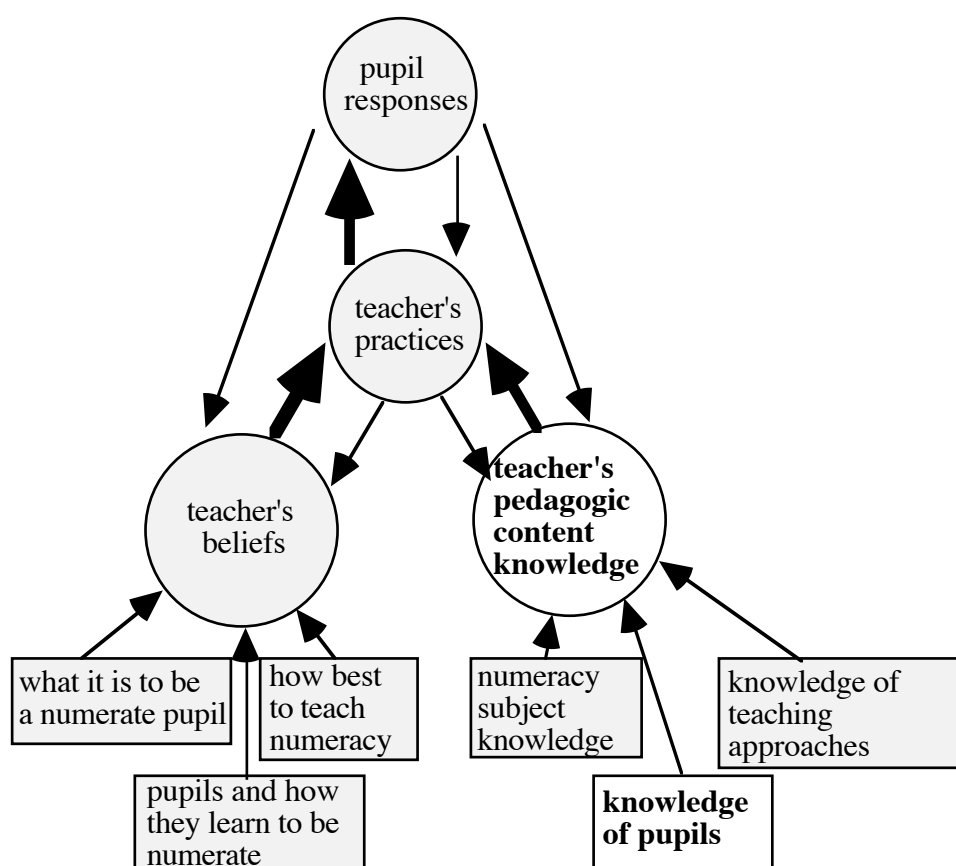 pupil
responses
teacher's
practices
teacher's
beliefs
teacher's
pedagogic
content
knowledge
what it is to be
a numerate pupil
how best
to teach
numeracy
pupils and how
they learn to be
numerate
numeracy
subject
knowledge
knowledge
of pupils
knowledge of
teaching
approaches